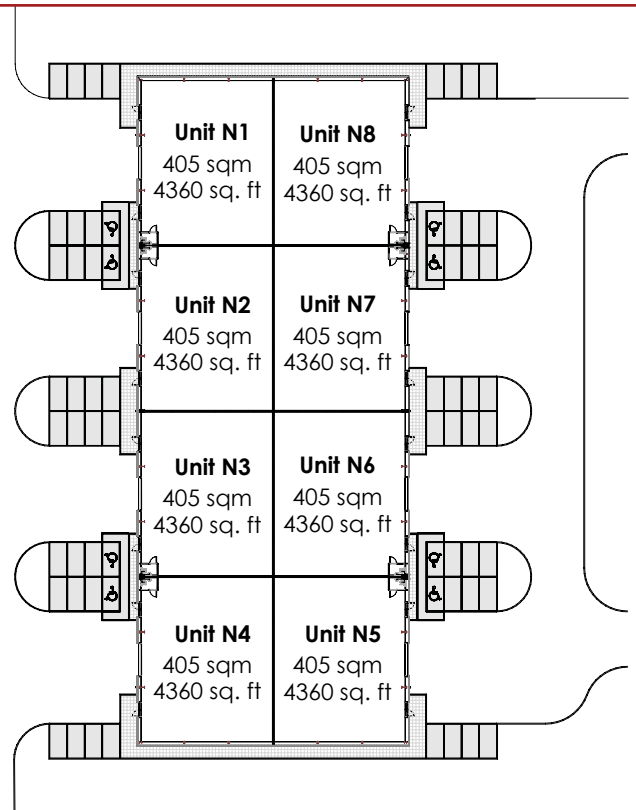 Unit N1
405 sqm
4360 sq. ft
Unit N8
405 sqm
4360 sq. ft
Unit N2
405 sqm
4360 sq. ft
Unit N7
405 sqm
4360 sq. ft
Unit N3
405 sqm
4360 sq. ft
Unit N6
405 sqm
4360 sq. ft
Unit N4
405 sqm
4360 sq. ft
Unit N5
405 sqm
4360 sq. ft